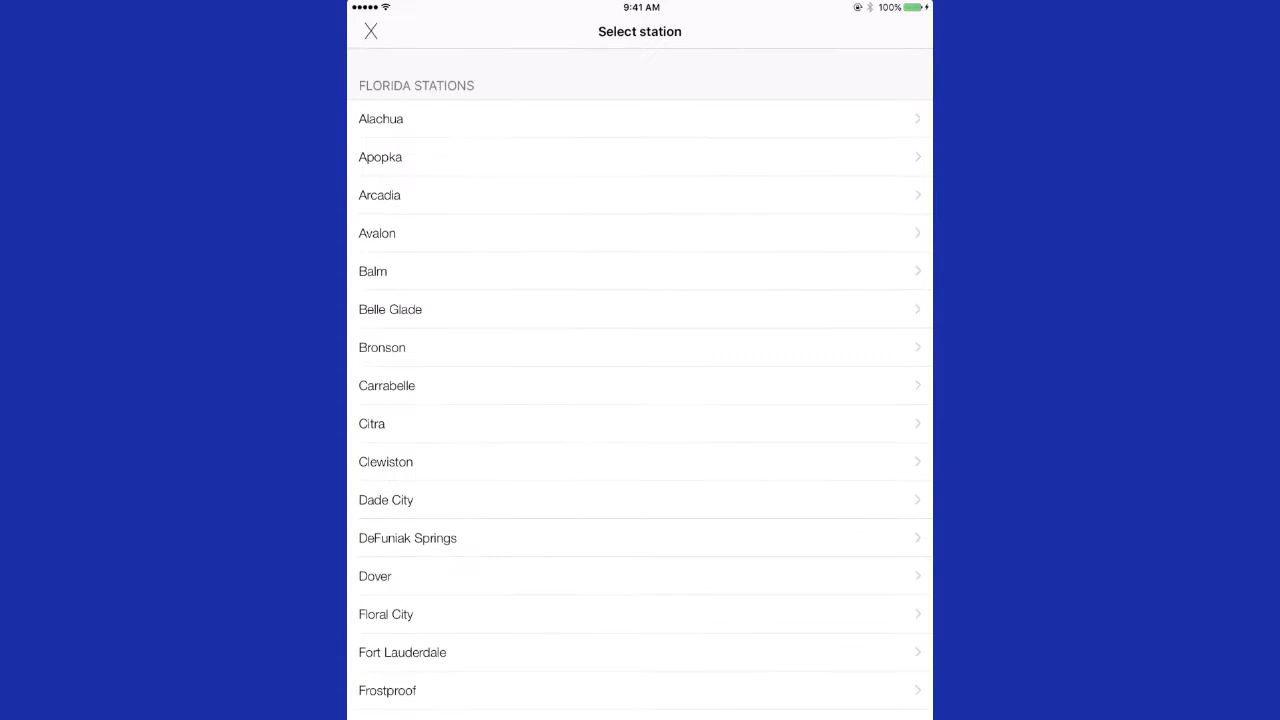 9:41 AM
100%
Select station
FLORIDA STATIONS
Alachua
Apopka
Arcadia
Avalon
Balm
Belle Glade
Bronson
Carrabelle
Citra
Clewiston
Dade City
DeFuniak Springs
Dover
Floral City
Fort Lauderdale
Frostproof